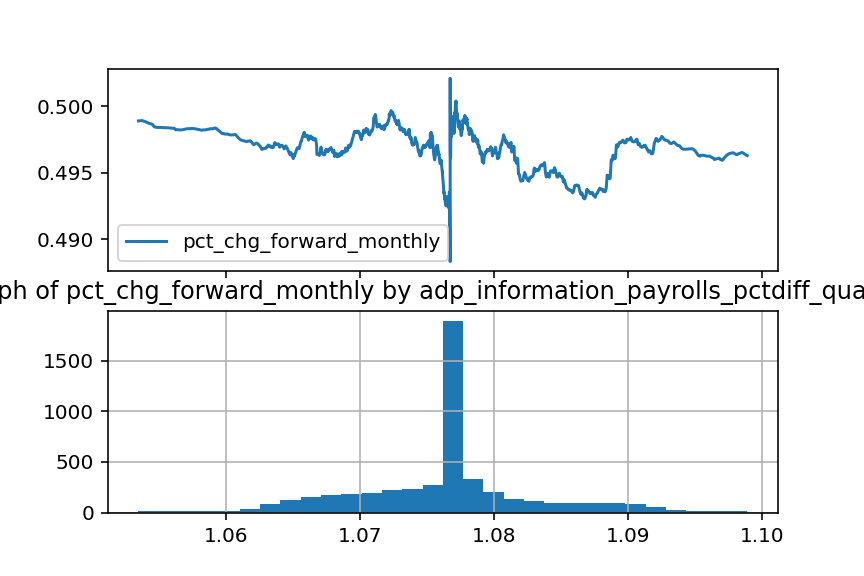 0.500
0.495
0.490
pct_chg_forward_monthly
ph of pct_chg_forward_monthly by adp_information_payrolls_pctdiff_qua
1500
1000
500
0
1.06 1.07 1.08 1.09 1.10